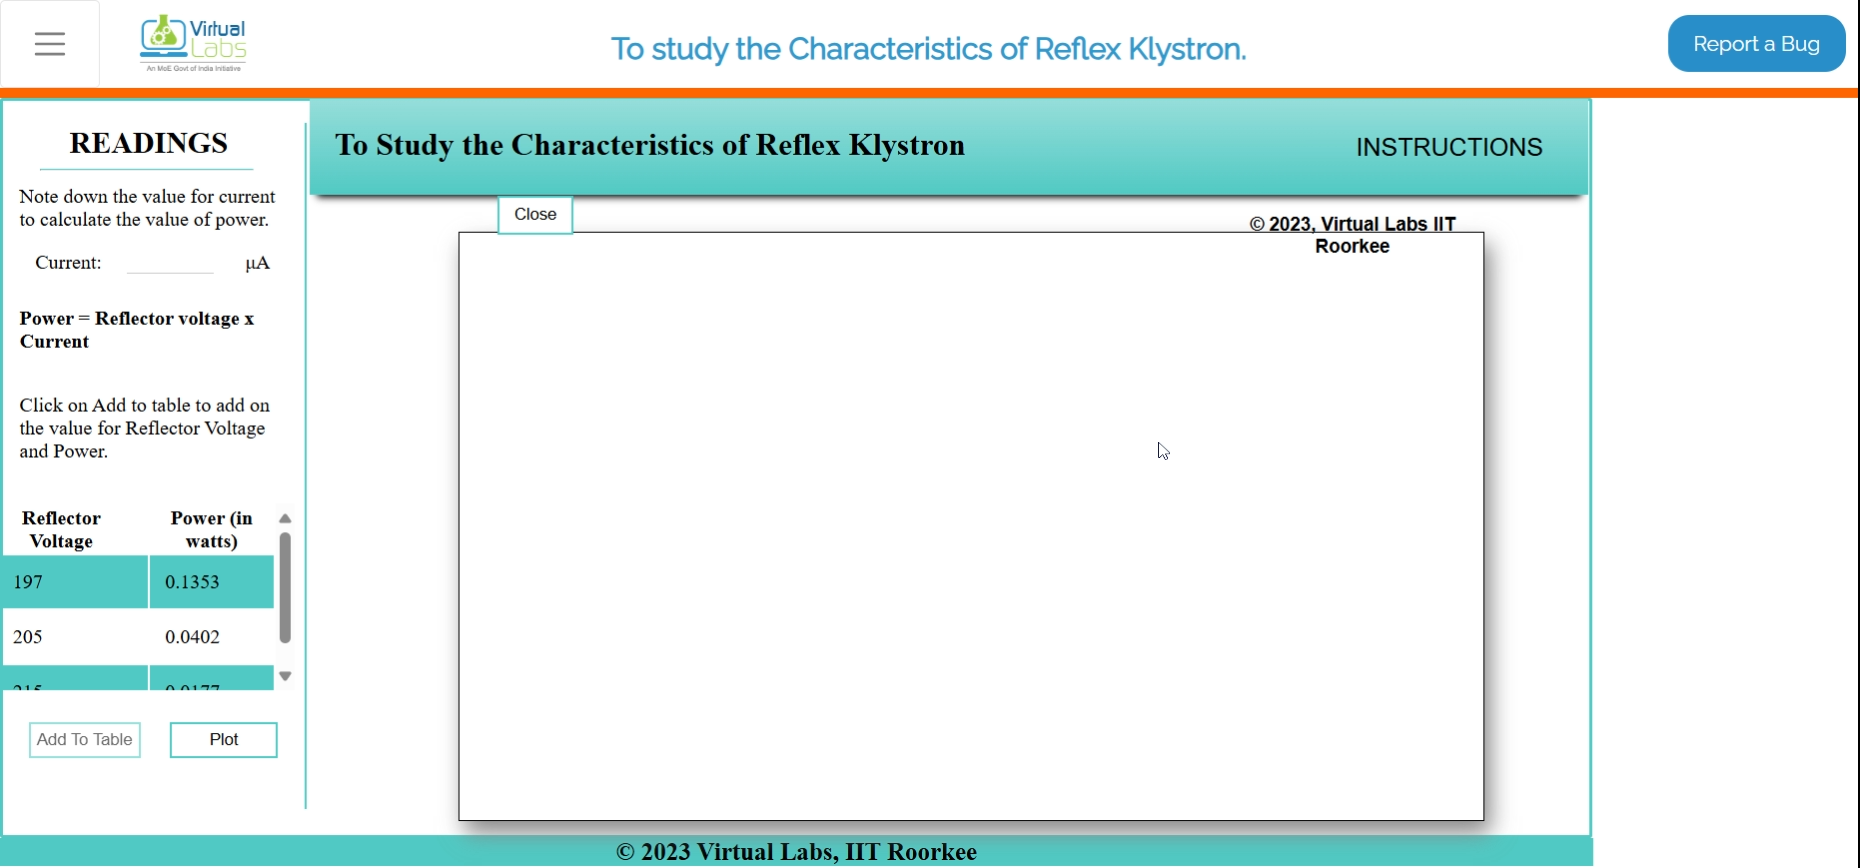 Virtual
Labs
An MoE Govt of India Initiative
To study the Characteristics of Reflex Klystron.
Report a Bug
READINGS
Note down the value for current
to calculate the value of power.
Current: μA
Power = Reflector voltage x
Current
Click on Add to table to add on
the value for Reflector Voltage
and Power.
Reflector Power (in
Voltage watts)
197 0.1353
205 0.0402
215 0.0177
Add To Table Plot
To Study the Characteristics of Reflex Klystron
INSTRUCTIONS
Close
© 2023, Virtual Labs IIT
Roorkee
© 2023 Virtual Labs, IIT Roorkee